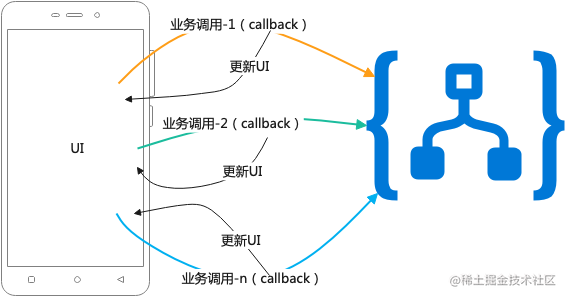 业务调用-1（callback）
更新UI
业务调用-2（callback）
UI
更新UI
更新UI
业务调用-n（callback）
@稀土掘金技术社区